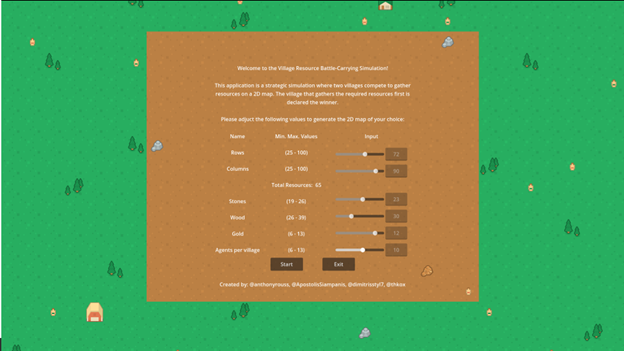 Welcome to the Village Resource Battle-Carrying Simulation!
This application is a strategic simulation where two villages compete to gather
resources on a 2D map. The village that gathers the required resources first is
declared the winner.
Please adjust the following values to generate the 2D map of your choice:
Name Min. Max. Values Input
Rows (25 - 100) 72
Columns (25 - 100)
Total Resources: 65
Stones (19 - 26) 23
Wood (26 - 39) 30
Gold (6 - 13) 12
Agents per village (6 - 13) 10
Start Exit
Created by: @anthonyrouss, @ApostolisSiampanis, @dimitrisstyl7, @thkox